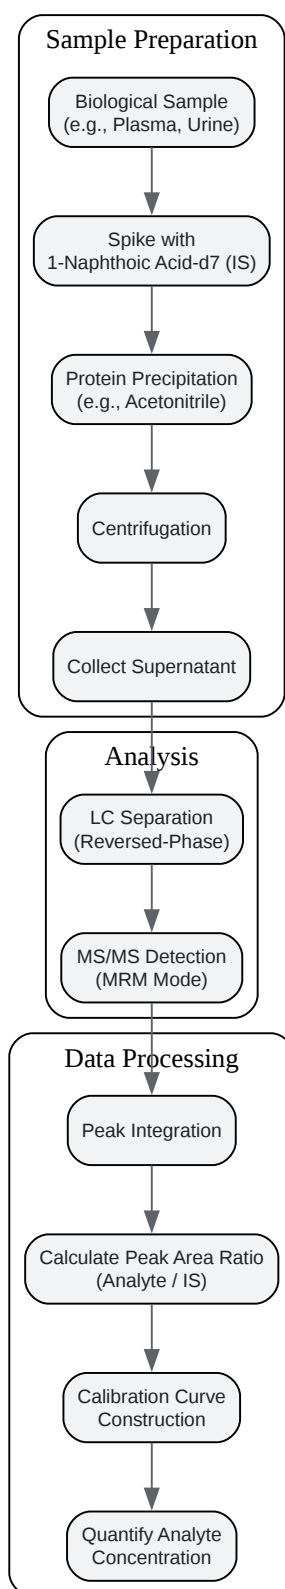 Sample Preparation
Biological Sample
(e.g., Plasma, Urine)
Spike with
1-Naphthoic Acid-d7 (IS)
Protein Precipitation
(e.g., Acetonitrile)
Centrifugation
Collect Supernatant
Analysis
LC Separation
(Reversed-Phase)
MS/MS Detection
(MRM Mode)
Data Processing
Peak Integration
Calculate Peak Area Ratio
(Analyte / IS)
Calibration Curve
Construction
Quantify Analyte
Concentration